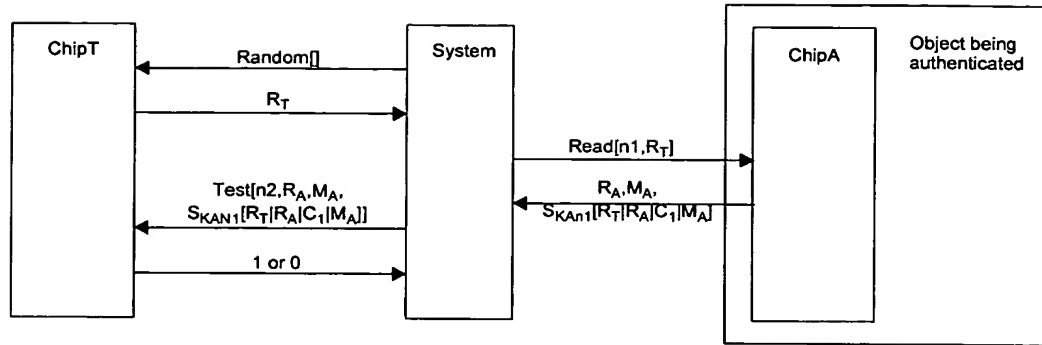 ChipT
System
ChipA
Object being
authenticated
Random[]
R_T
Read[n1,R_T]
Test[n2,R_A,M_A,
S_KAN1[R_T|R_A|C_1|M_A]]
R_A,M_A,
S_KAn1[R_T|R_A|C_1|M_A]
1 or 0